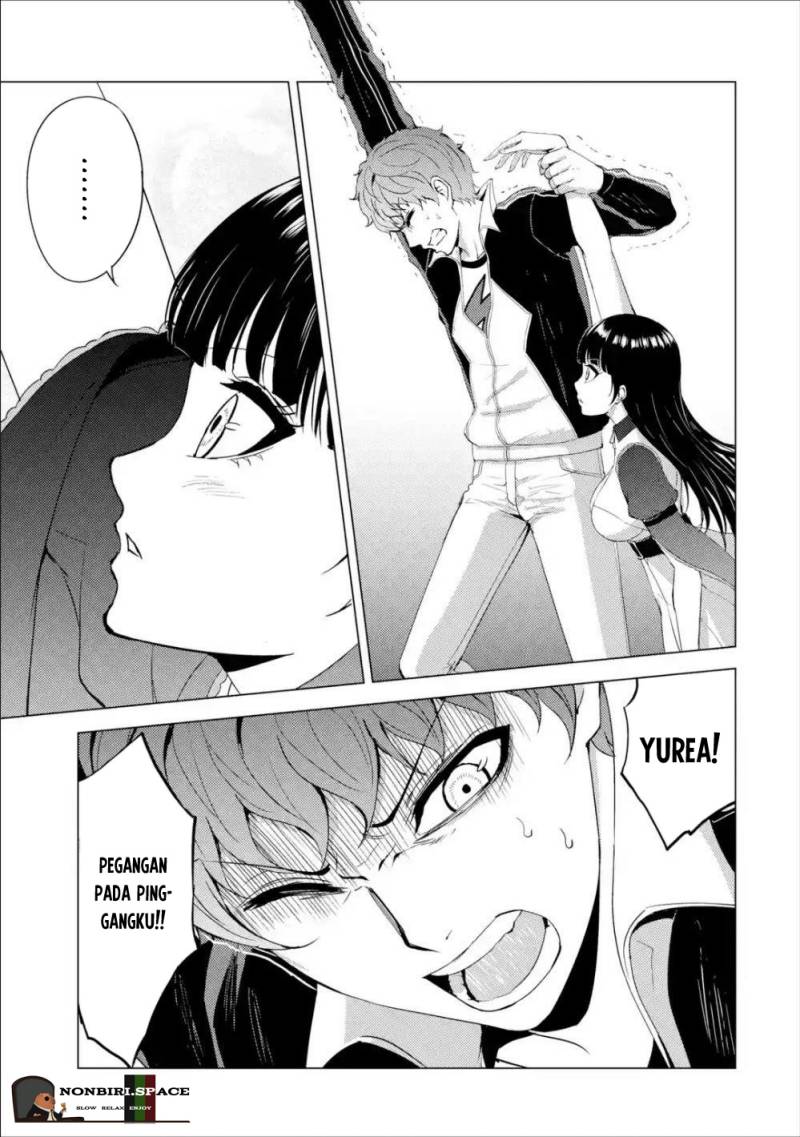 .......
YUREA!
PEGANGAN
PADA PING-
GANGKU!!
NONBIRI.SPACE
SLOW RELAX ENJOY